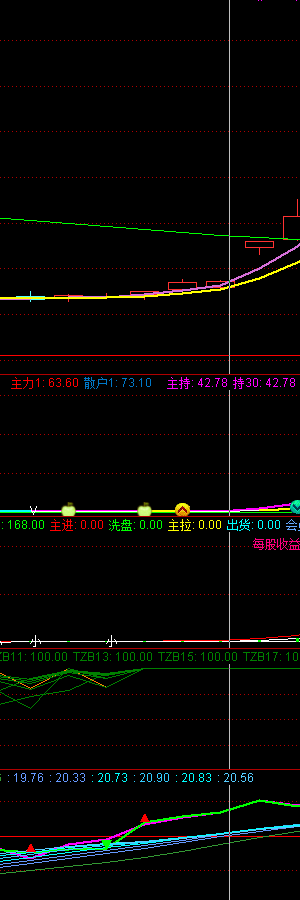 主力1: 63.60 散户1: 73.10 主持: 42.78 持30: 42.78
: 168.00 主进: 0.00 洗盘: 0.00 主拉: 0.00 出货: 0.00 会
每股收益
小 小
ZB11: 100.00 TZB13: 100.00 TZB15: 100.00 TZB17: 10
: 19.76 : 20.33 : 20.73 : 20.90 : 20.83 : 20.56